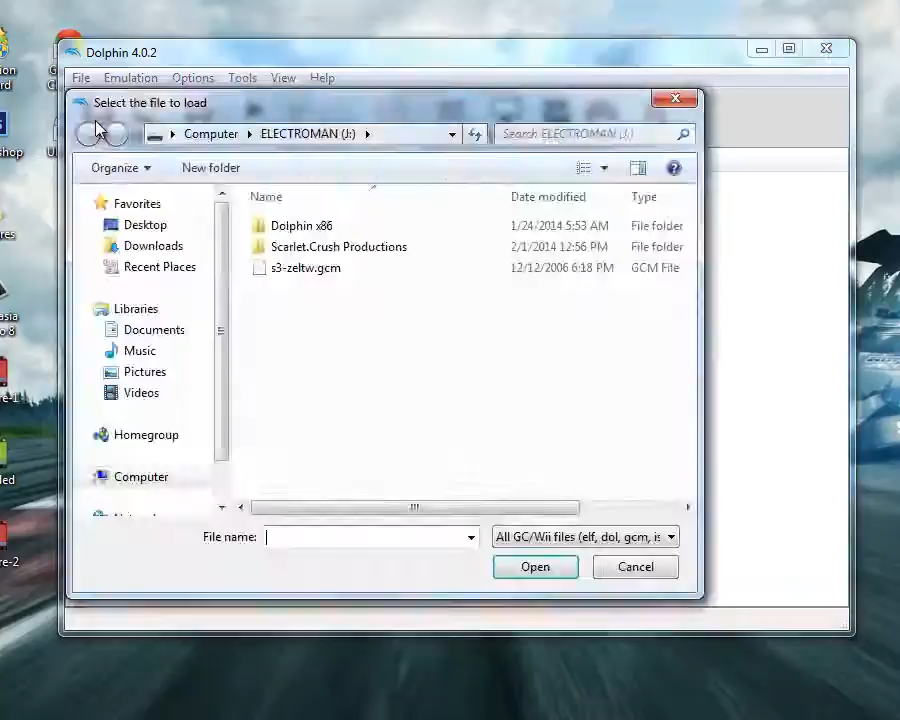 Dolphin 4.0.2
File Emulation Options Tools View Help
Select the file to load
Computer ELECTROMAN (J:) Search ELECTROMAN (J:)
Organize New folder
Name Date modified Type
Favorites
Desktop
Downloads
Recent Places
Libraries
Documents
Music
Pictures
Videos
Homegroup
Computer
Dolphin x86 1/24/2014 5:53 AM File folder
Scarlet.Crush Productions 2/1/2014 12:56 PM File folder
s3-zeltw.gcm 12/12/2006 6:18 PM GCM File
File name: All GC/Wii files (elf, dol, gcm, is
Open Cancel